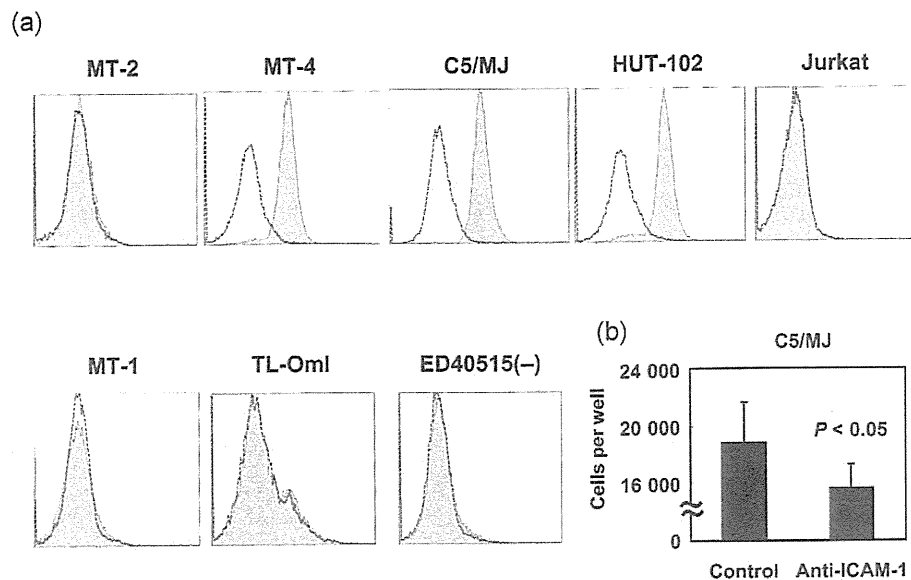 (a)
MT-2
MT-4
C5/MJ
HUT-102
Jurkat
MT-1
TL-OmI
ED40515(–)
(b)
C5/MJ
24 000
20 000
16 000
0
Cells per well
P < 0.05
Control
Anti-ICAM-1